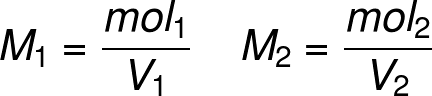 M₁ = mol₁/V₁    M₂ = mol₂/V₂